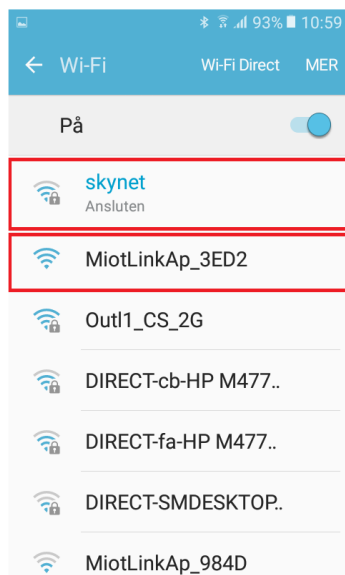 93% 10:59
Wi-Fi Wi-Fi Direct MER
På
skynet
Ansluten
MiotLinkAp_3ED2
Outl1_CS_2G
DIRECT-cb-HP M477..
DIRECT-fa-HP M477..
DIRECT-SMDESKTOP..
MiotLinkAp_984D